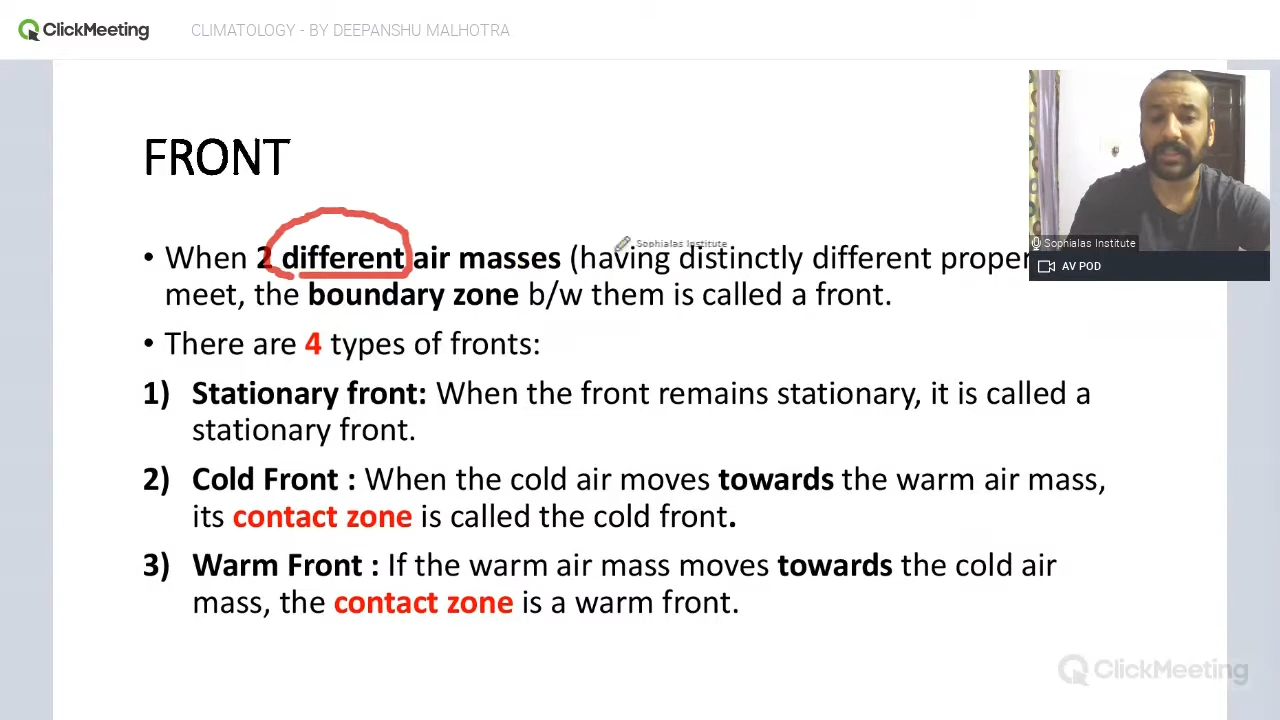 ClickMeeting
CLIMATOLOGY - BY DEEPANSHU MALHOTRA
FRONT
• When 2 different air masses (having distinctly different proper
meet, the boundary zone b/w them is called a front.
Sophialas Institute
• There are 4 types of fronts:
1) Stationary front: When the front remains stationary, it is called a
stationary front.
2) Cold Front : When the cold air moves towards the warm air mass,
its contact zone is called the cold front.
3) Warm Front : If the warm air mass moves towards the cold air
mass, the contact zone is a warm front.
Sophialas Institute
AV POD
ClickMeeting